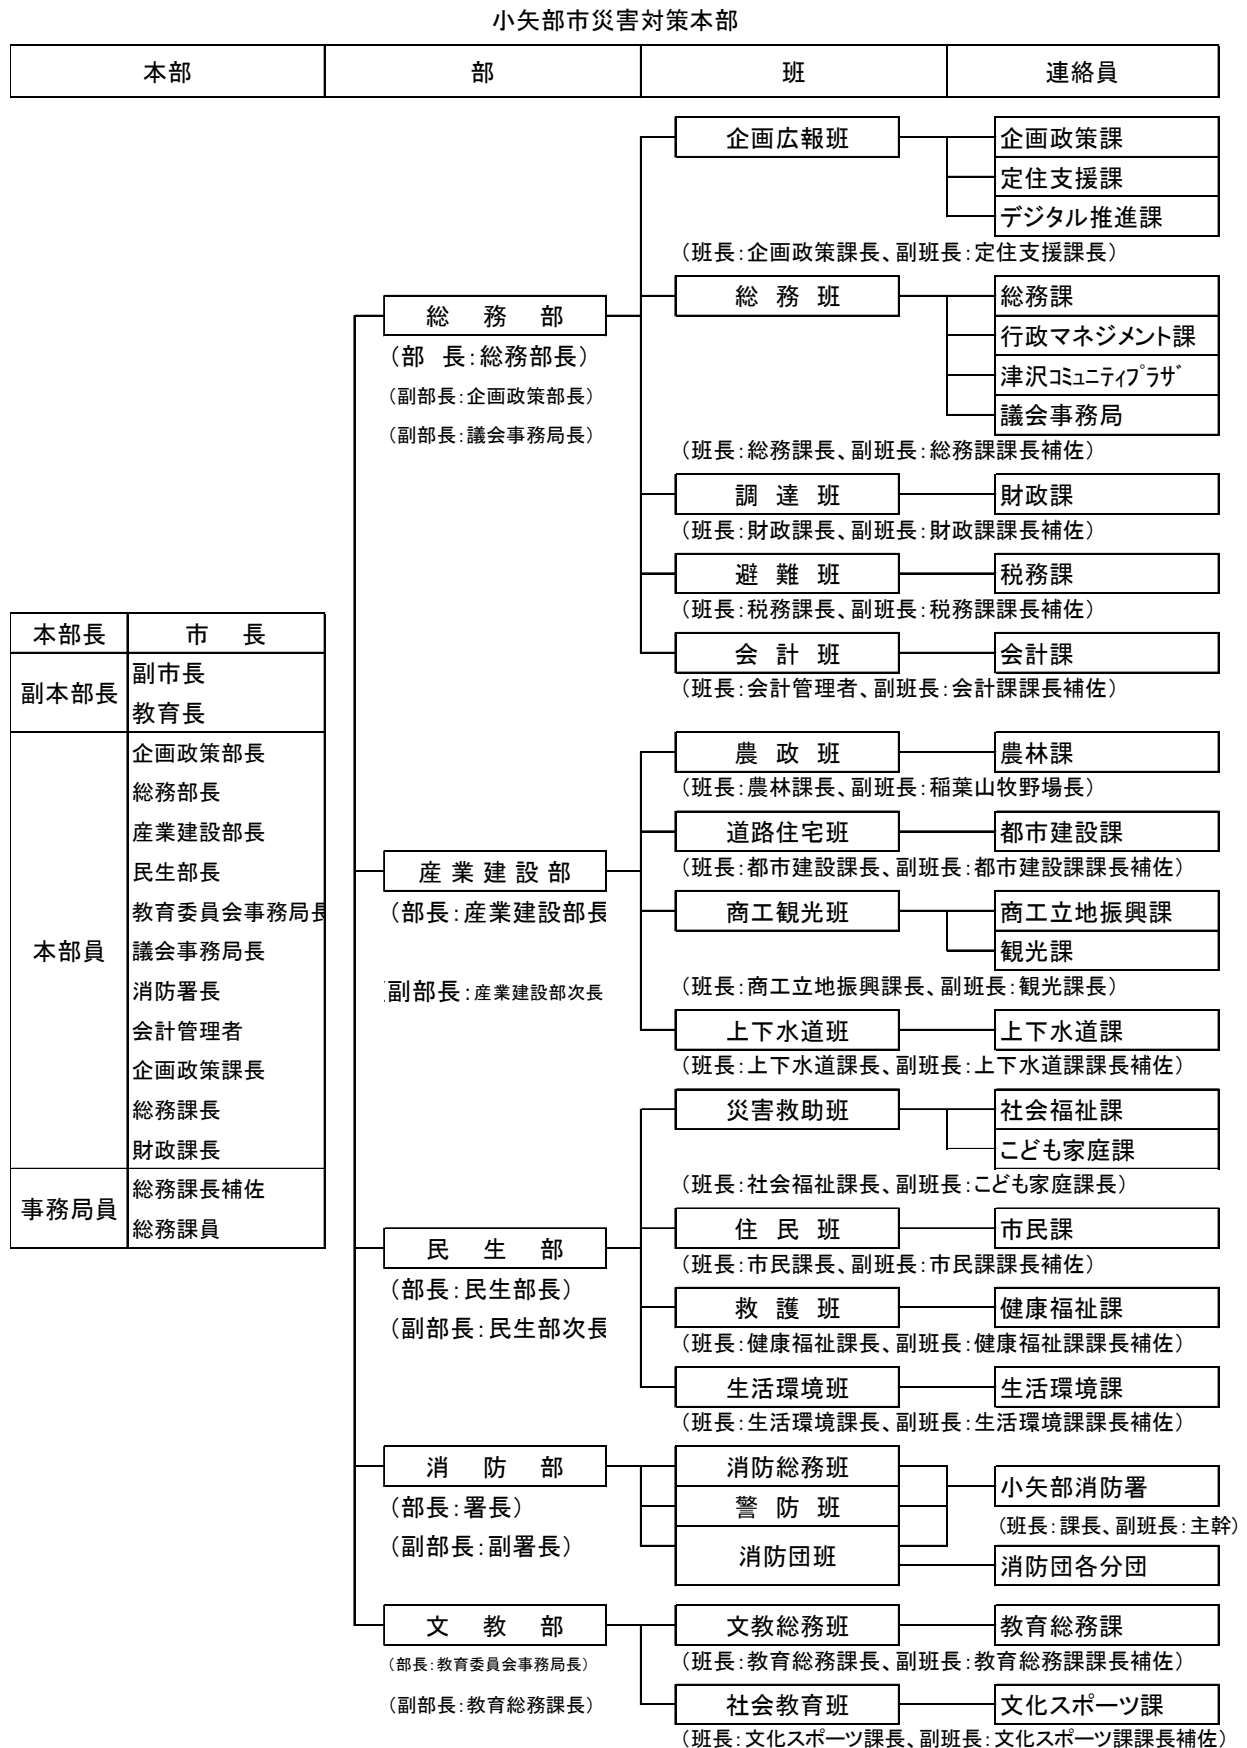 小矢部市災害対策本部
本部 部 班 連絡員
企画広報班 企画政策課
定住支援課
デジタル推進課
（班長：企画政策課長、副班長：定住支援課長）
総務部
（部 長：総務部長）
（副部長：企画政策部長）
（副部長：議会事務局長）
総務班 総務課
行政マネジメント課
津沢ｺﾐｭﾆﾃｨﾌﾟﾗｻﾞ
議会事務局
（班長：総務課長、副班長：総務課課長補佐）
調達班 財政課
（班長：財政課長、副班長：財政課課長補佐）
避難班 税務課
（班長：税務課長、副班長：税務課課長補佐）
会計班 会計課
（班長：会計管理者、副班長：会計課課長補佐）
本部長 市 長
副本部長 副市長
教育長
本部員 企画政策部長
総務部長
産業建設部長
民生部長
教育委員会事務局長
議会事務局長
消防署長
会計管理者
企画政策課長
総務課長
財政課長
事務局員 総務課長補佐
総務課員
産業建設部
（部長：産業建設部長
副部長：産業建設部次長
農政班 農林課
（班長：農林課長、副班長：稲葉山牧野場長）
道路住宅班 都市建設課
（班長：都市建設課長、副班長：都市建設課課長補佐）
商工観光班 商工立地振興課
観光課
（班長：商工立地振興課長、副班長：観光課長）
上下水道班 上下水道課
（班長：上下水道課長、副班長：上下水道課課長補佐）
民生部
（部長：民生部長）
（副部長：民生部次長
災害救助班 社会福祉課
こども家庭課
（班長：社会福祉課長、副班長：こども家庭課長）
住民班 市民課
（班長：市民課長、副班長：市民課課長補佐）
救護班 健康福祉課
（班長：健康福祉課長、副班長：健康福祉課課長補佐）
生活環境班 生活環境課
（班長：生活環境課長、副班長：生活環境課課長補佐）
消防部
（部長：署長）
（副部長：副署長）
消防総務班
警防班
消防団班
小矢部消防署
（班長：課長、副班長：主幹）
消防団各分団
文教部
（部長：教育委員会事務局長）
（副部長：教育総務課長）
文教総務班 教育総務課
（班長：教育総務課長、副班長：教育総務課課長補佐）
社会教育班 文化スポーツ課
（班長：文化スポーツ課長、副班長：文化スポーツ課課長補佐）